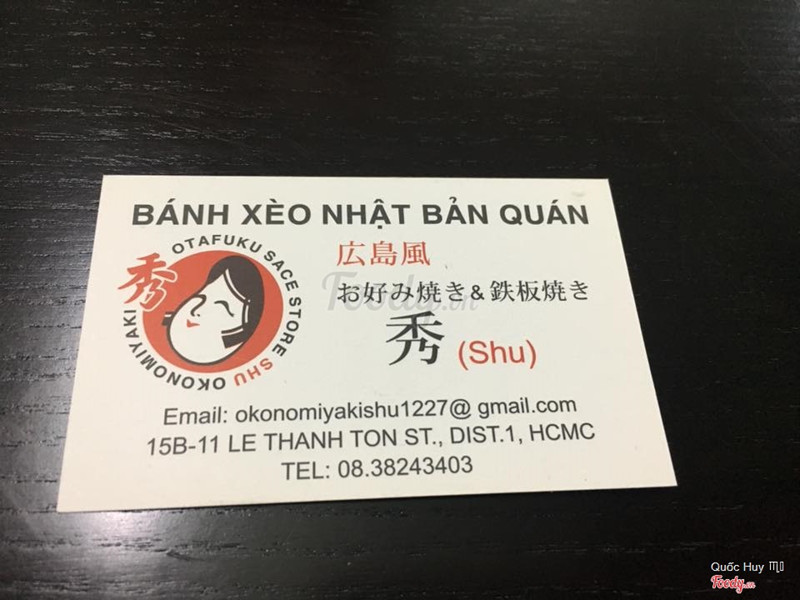 BÁNH XÈO NHẬT BẢN QUÁN
秀
OTAFUKU SACE STORE SHU OKONOMIYAKI
広島風
お好み焼き & 鉄板焼き
秀 (Shu)
Foody.vn
Email: okonomiyakishu1227@ gmail.com
15B-11 LE THANH TON ST., DIST.1, HCMC
TEL: 08.38243403
Quốc Huy
Foody.vn